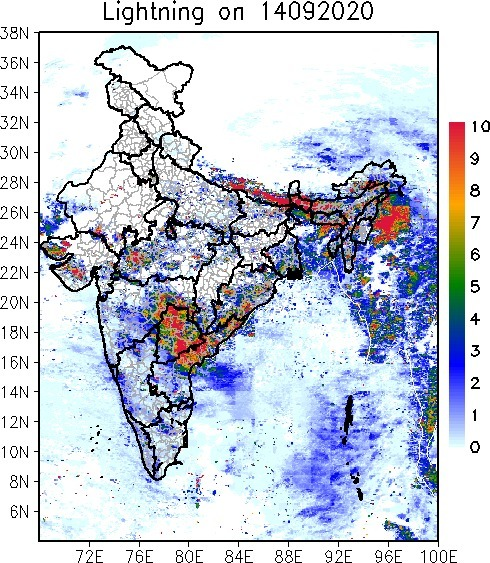 Lightning on 14092020
38N
36N
34N
32N
30N
28N
26N
24N
22N
20N
18N
16N
14N
12N
10N
8N
6N
72E 76E 80E 84E 88E 92E 96E 100E
10
9
8
7
6
5
4
3
2
1
0